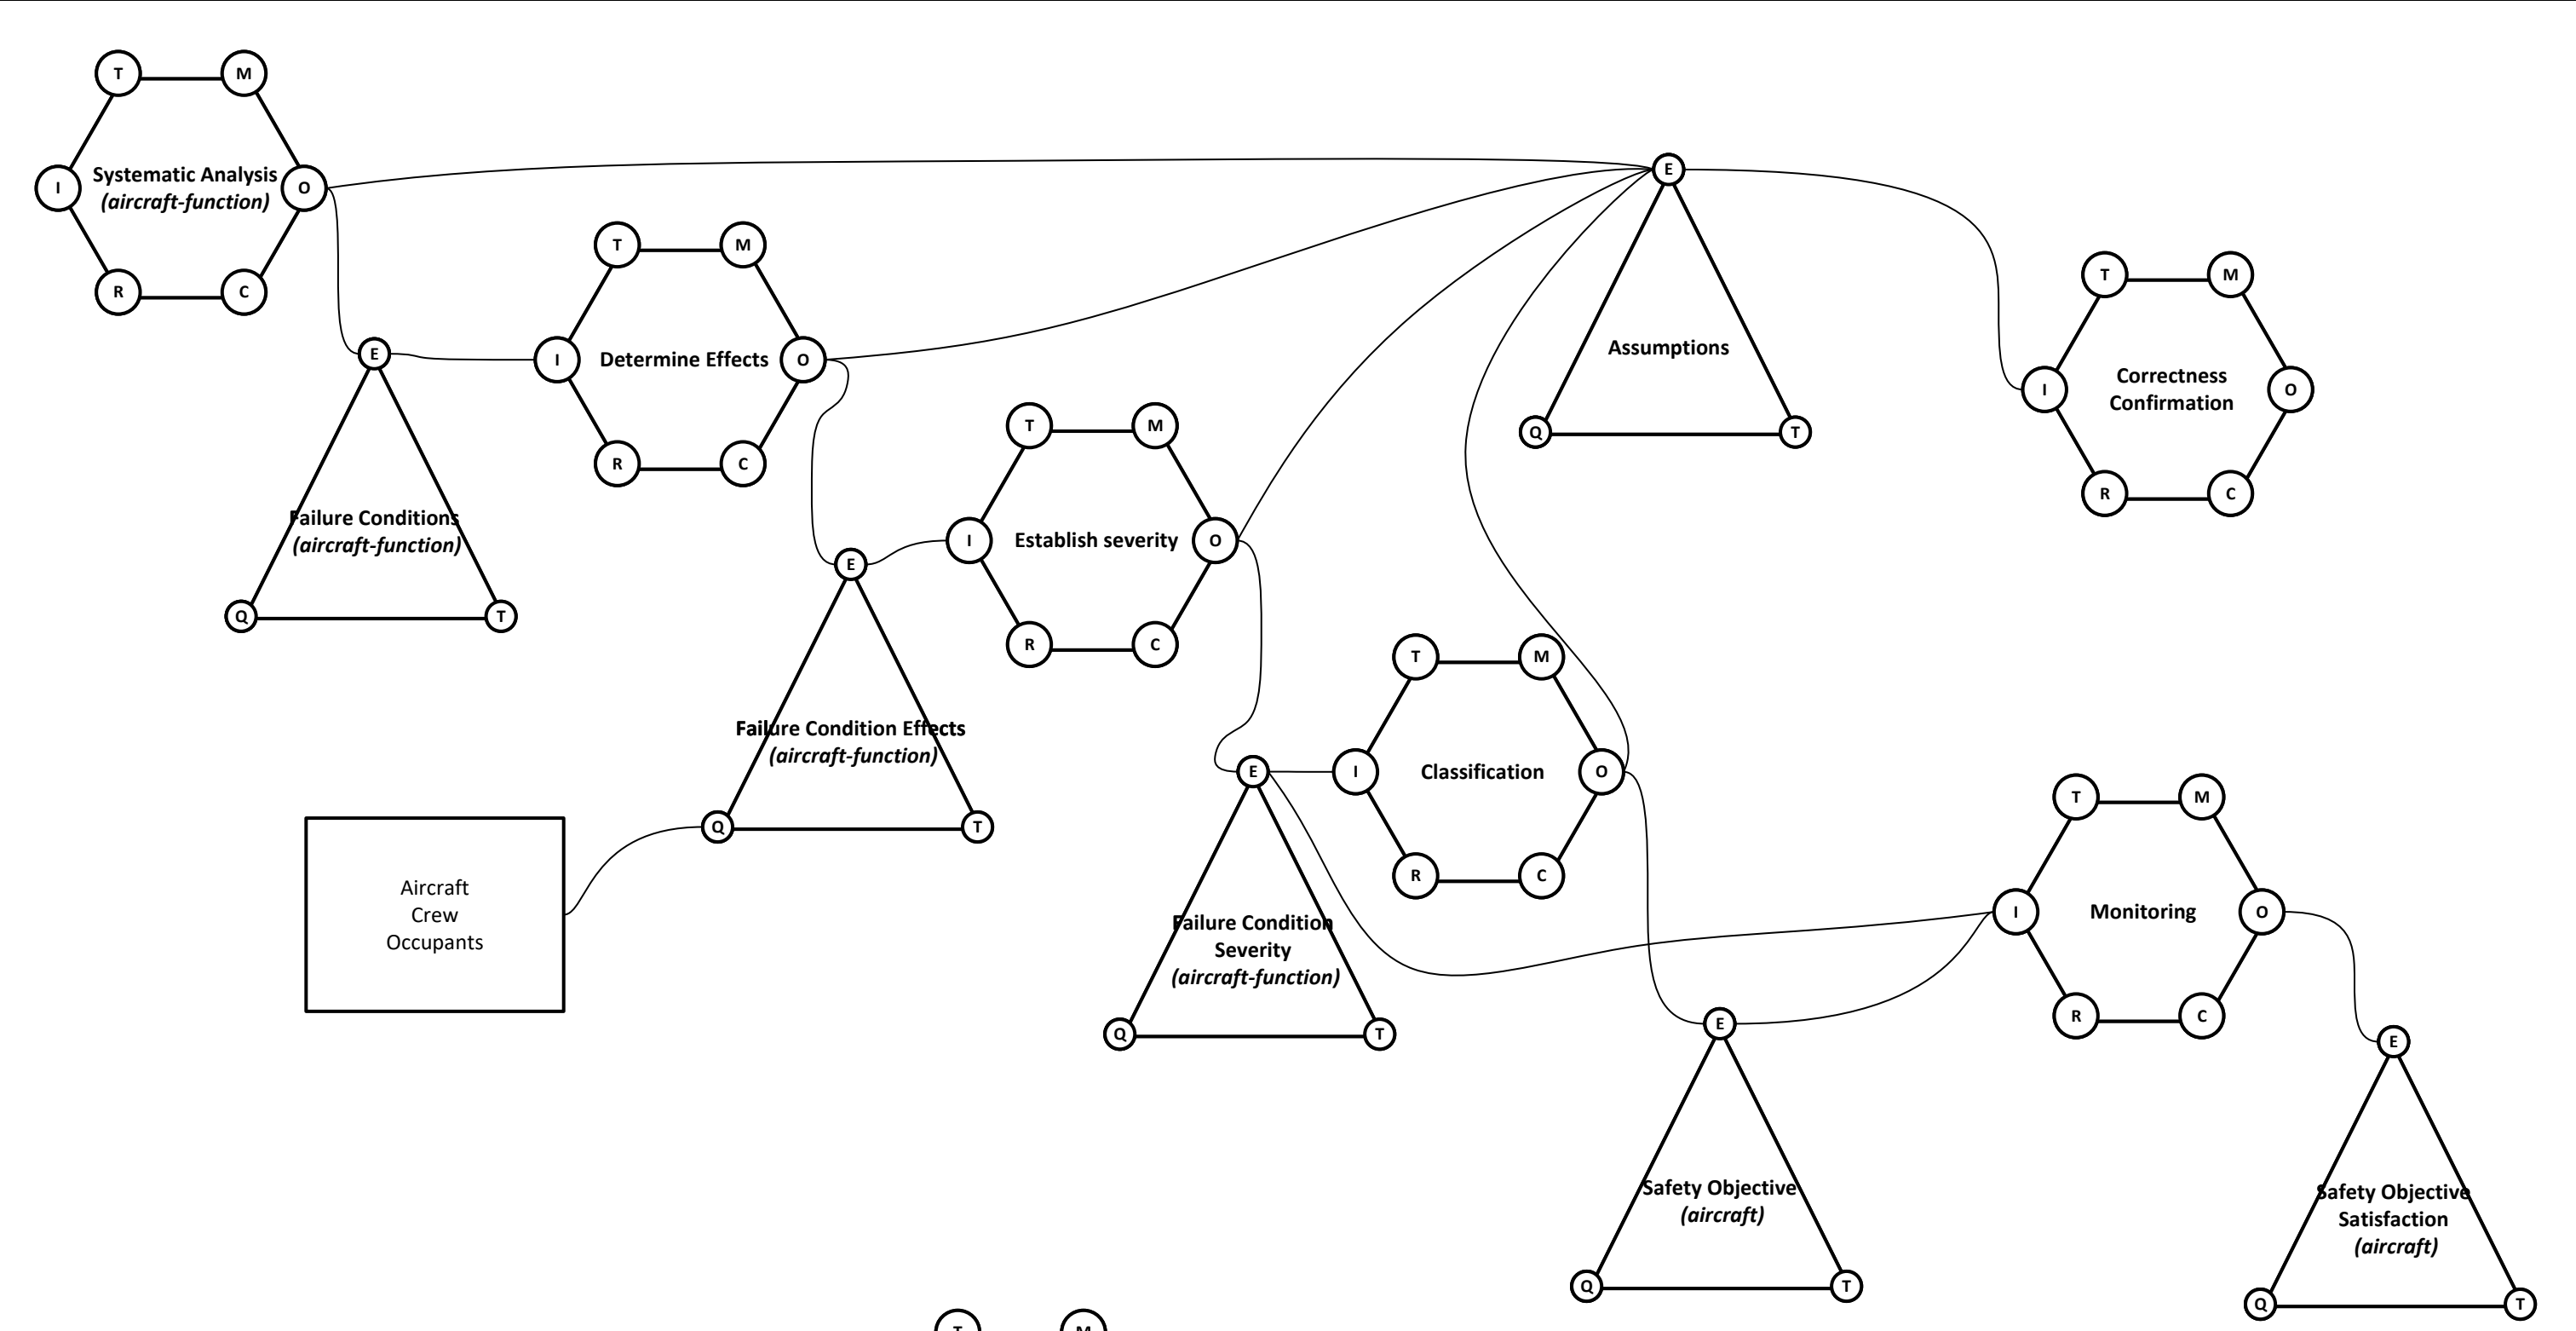 T M
Systematic Analysis
I O
(aircraft-function)
R C
E
Failure Conditions
(aircraft-function)
Q T
T M
I Determine Effects O
R C
E
Failure Condition Effects
(aircraft-function)
Q T
Aircraft
Crew
Occupants
T M
I Establish severity O
R C
E
Failure Condition
Severity
(aircraft-function)
Q T
E
Assumptions
Q T
T M
Correctness
I O
Confirmation
R C
T M
I Classification O
R C
E
Safety Objective
(aircraft)
Q T
T M
I Monitoring O
R C
E
Safety Objective
Satisfaction
(aircraft)
Q T
T M